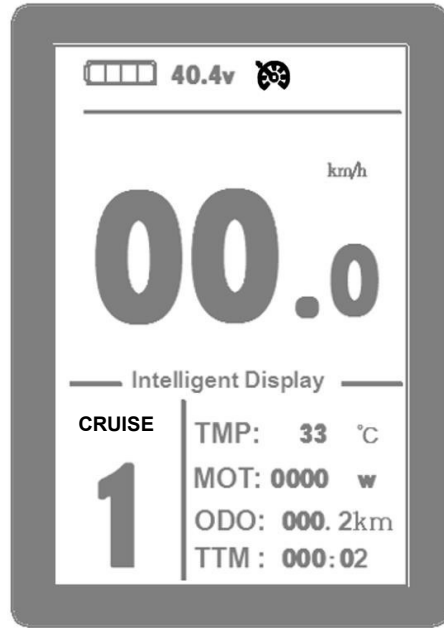 40.4v
km/h
00.0
Intelligent Display
CRUISE
1
TMP: 33 °C
MOT: 0000 w
ODO: 000. 2km
TTM : 000:02